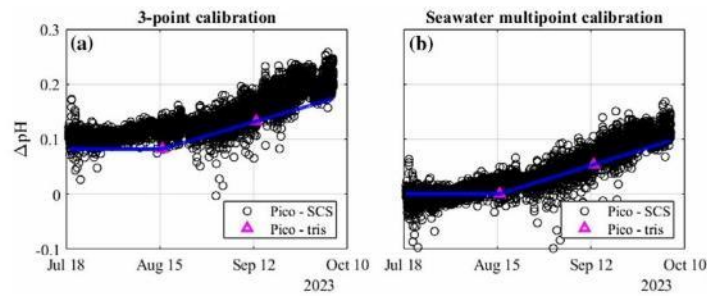 3-point calibration
(a)
ΔpH
0.3
0.2
0.1
0
-0.1
Pico - SCS
Pico - tris
Jul 18 Aug 15 Sep 12 Oct 10
2023
Seawater multipoint calibration
(b)
Pico - SCS
Pico - tris
Jul 18 Aug 15 Sep 12 Oct 10
2023